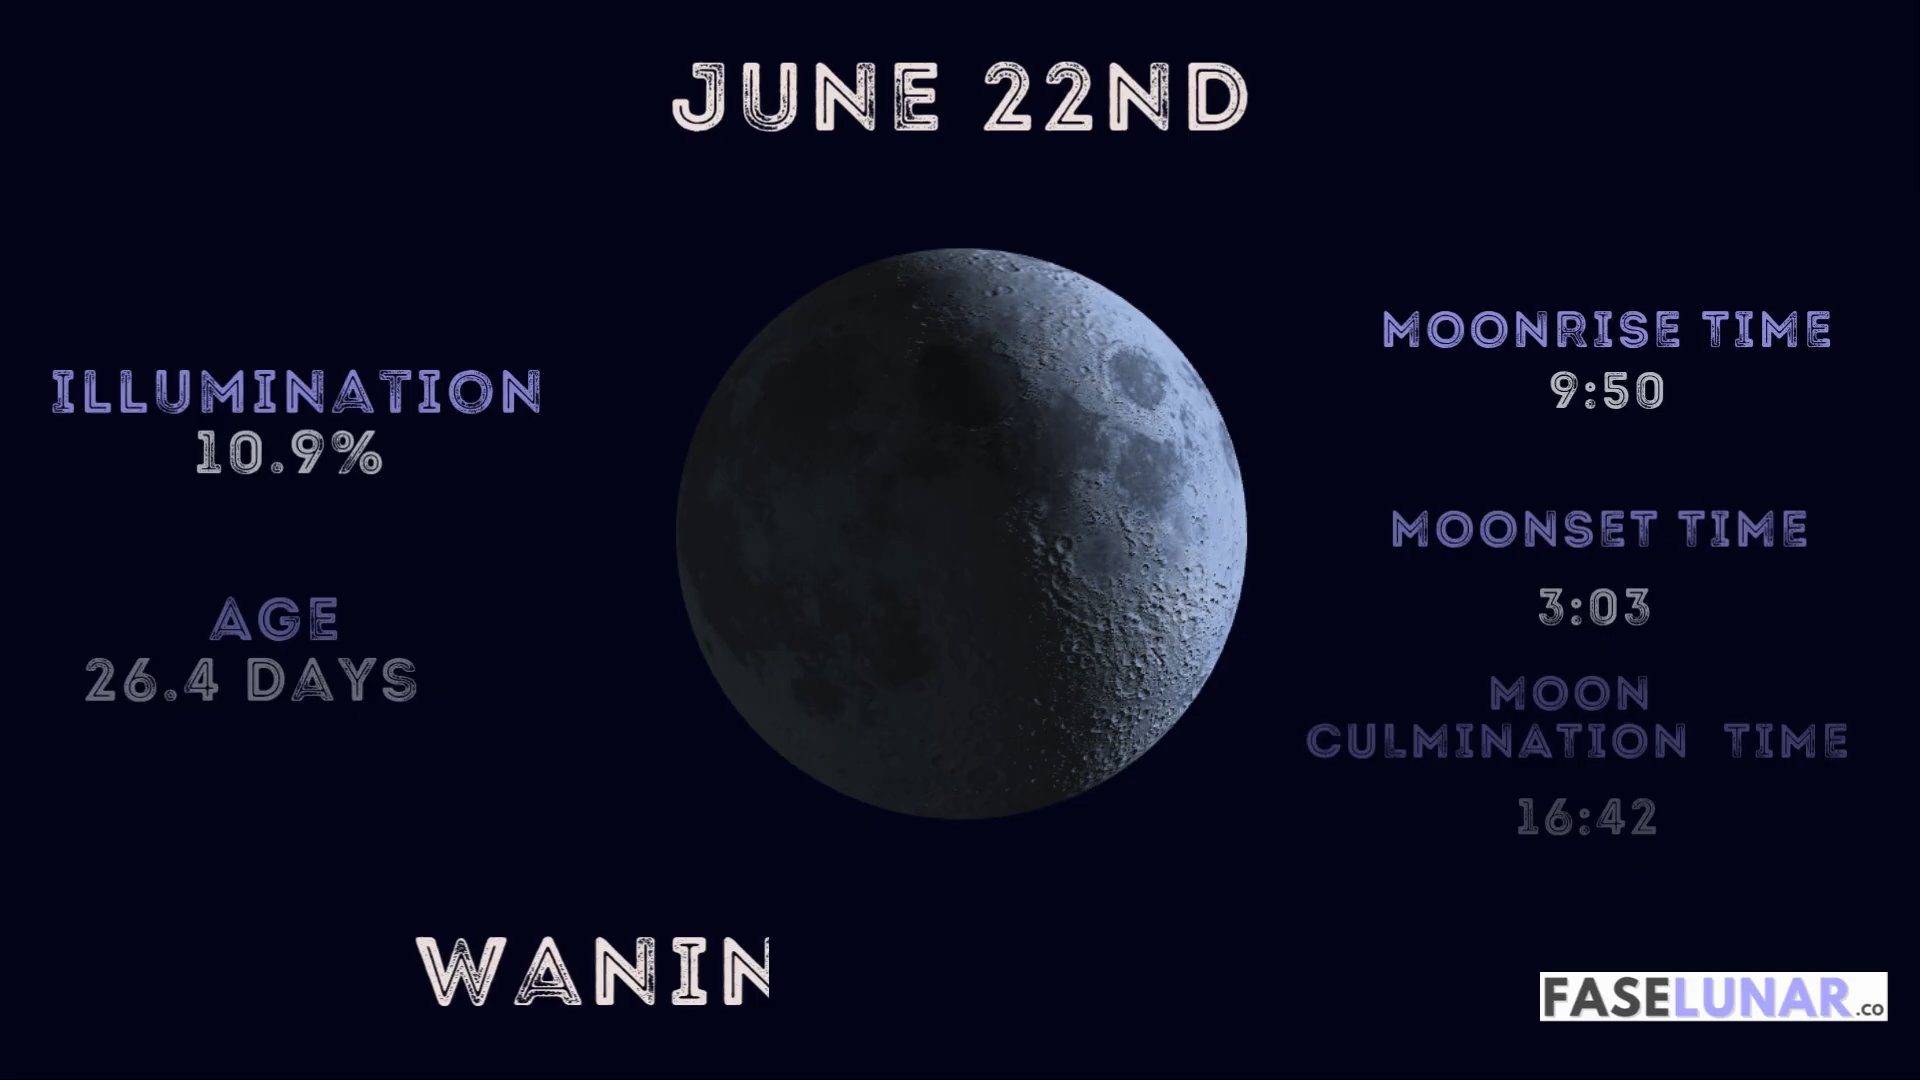 JUNE 22ND
ILLUMINATION
10.9%
AGE
26.4 DAYS
MOONRISE TIME
9:50
MOONSET TIME
3:03
MOON
CULMINATION TIME
16:42
WANIN
FASELUNAR.co